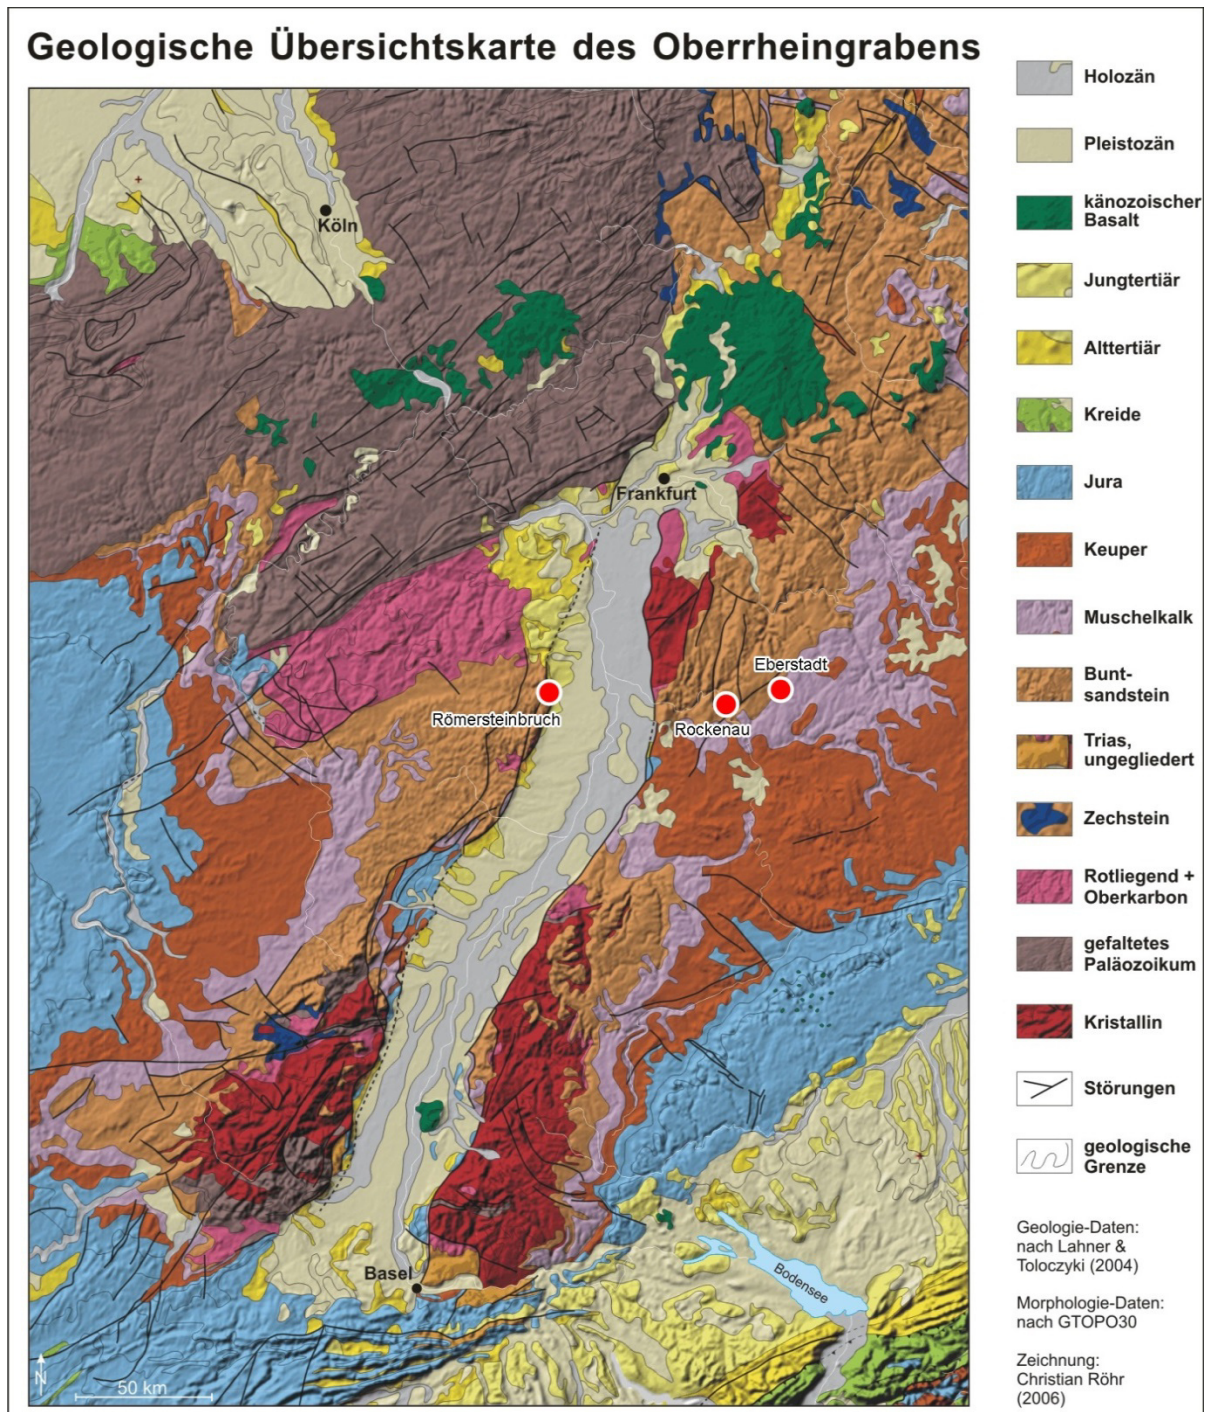 Geologische Übersichtskarte des Oberrheingrabens
Köln
Frankfurt
Eberstadt
Römersteinbruch
Rockenau
Basel
Bodensee
N
50 km
Holozän
Pleistozän
känozoischer
Basalt
Jungtertiär
Alttertiär
Kreide
Jura
Keuper
Muschelkalk
Bunt-
sandstein
Trias,
ungegliedert
Zechstein
Rotliegend +
Oberkarbon
gefaltetes
Paläozoikum
Kristallin
Störungen
geologische
Grenze
Geologie-Daten:
nach Lahner &
Toloczyki (2004)
Morphologie-Daten:
nach GTOPO30
Zeichnung:
Christian Röhr
(2006)